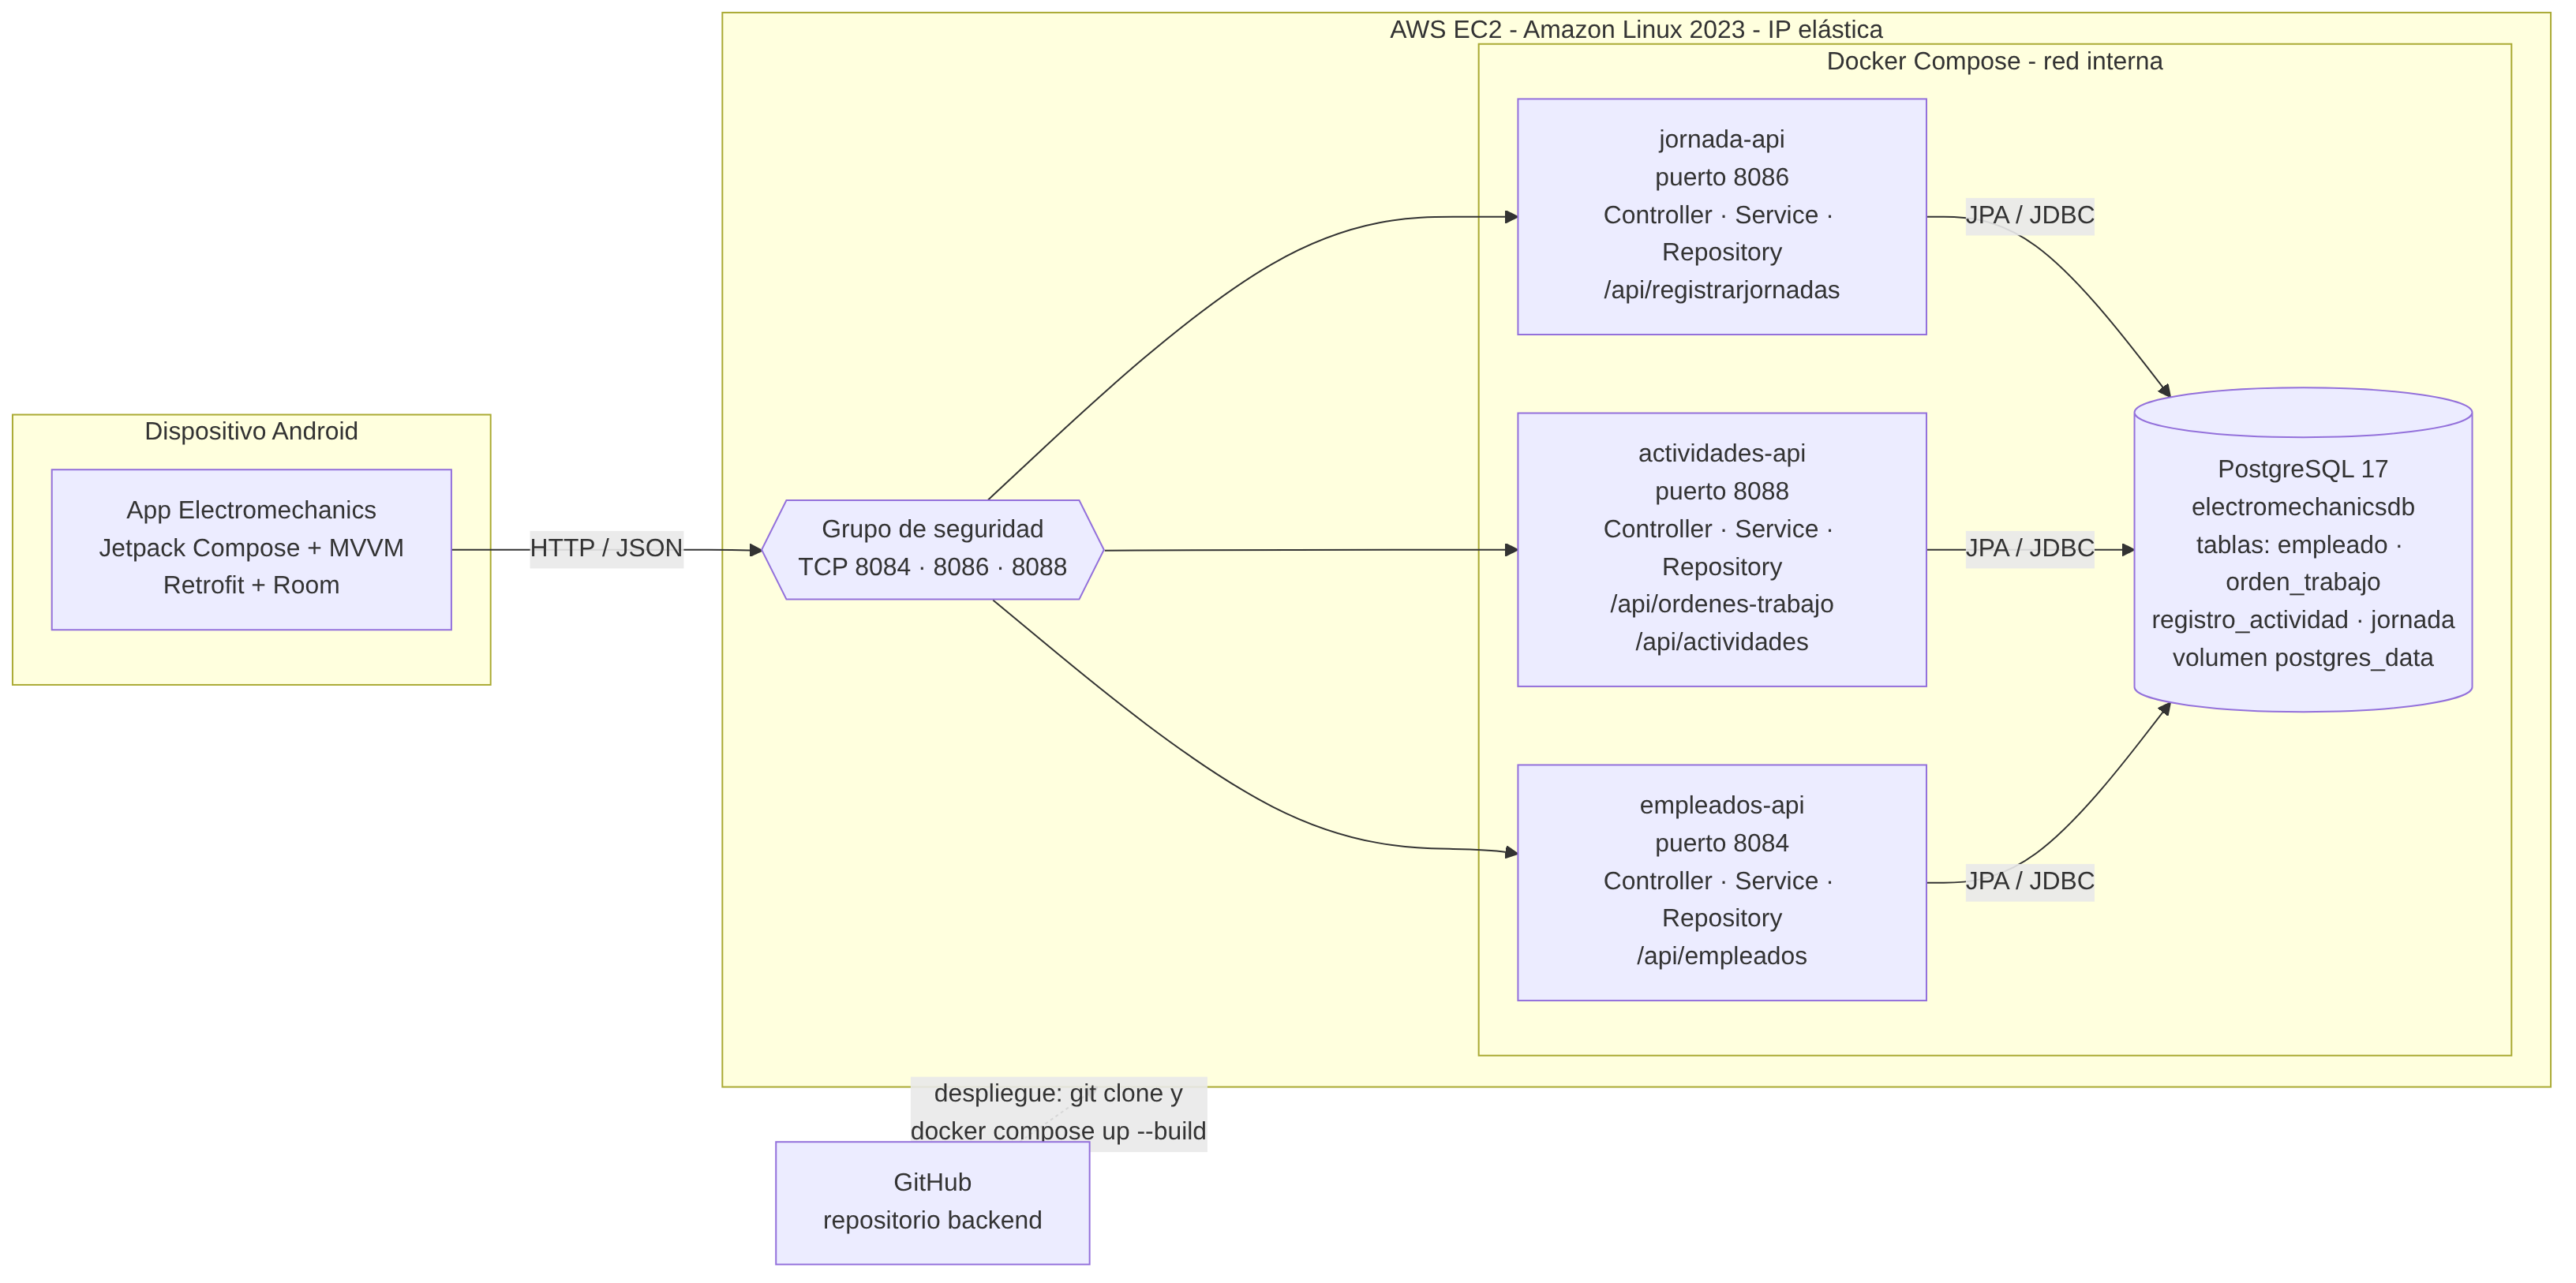 AWS EC2 - Amazon Linux 2023 - IP elástica
Docker Compose - red interna
Dispositivo Android
App Electromechanics
Jetpack Compose + MVVM
Retrofit + Room
HTTP / JSON
Grupo de seguridad
TCP 8084 · 8086 · 8088
jornada-api
puerto 8086
Controller · Service ·
Repository
/api/registrarjornadas
JPA / JDBC
actividades-api
puerto 8088
Controller · Service ·
Repository
/api/ordenes-trabajo
/api/actividades
JPA / JDBC
empleados-api
puerto 8084
Controller · Service ·
Repository
/api/empleados
JPA / JDBC
PostgreSQL 17
electromechanicsdb
tablas: empleado ·
orden_trabajo
registro_actividad · jornada
volumen postgres_data
despliegue: git clone y
docker compose up --build
GitHub
repositorio backend